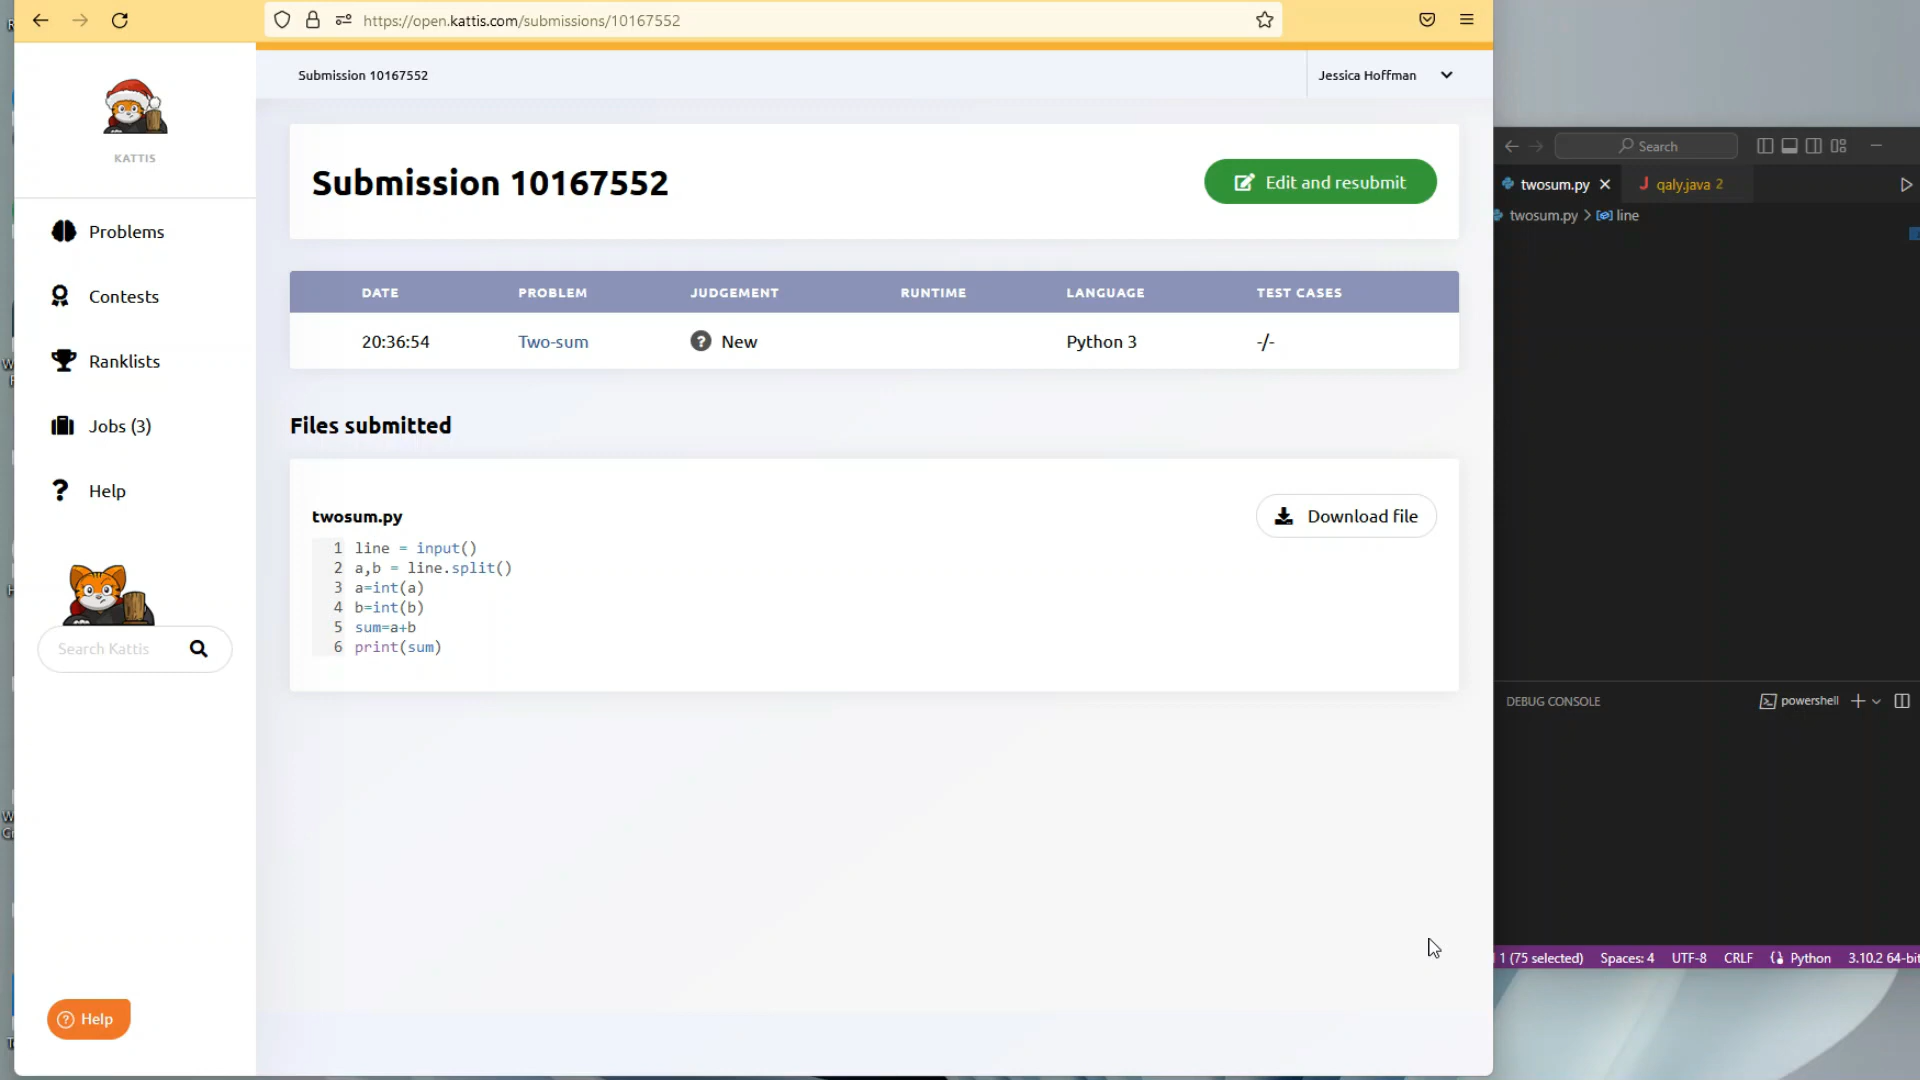 https://open.kattis.com/submissions/10167552
Submission 10167552
Jessica Hoffman
KATTIS
Problems
Contests
Ranklists
Jobs (3)
Help
Search Kattis
Help
Submission 10167552
Edit and resubmit
DATE PROBLEM JUDGEMENT RUNTIME LANGUAGE TEST CASES
20:36:54 Two-sum New Python 3 -/-
Files submitted
twosum.py
Download file
1 line = input()
2 a,b = line.split()
3 a=int(a)
4 b=int(b)
5 sum=a+b
6 print(sum)
Search
twosum.py
qaly.java 2
twosum.py > line
DEBUG CONSOLE
powershell
1 (75 selected) Spaces: 4 UTF-8 CRLF Python 3.10.2 64-bit